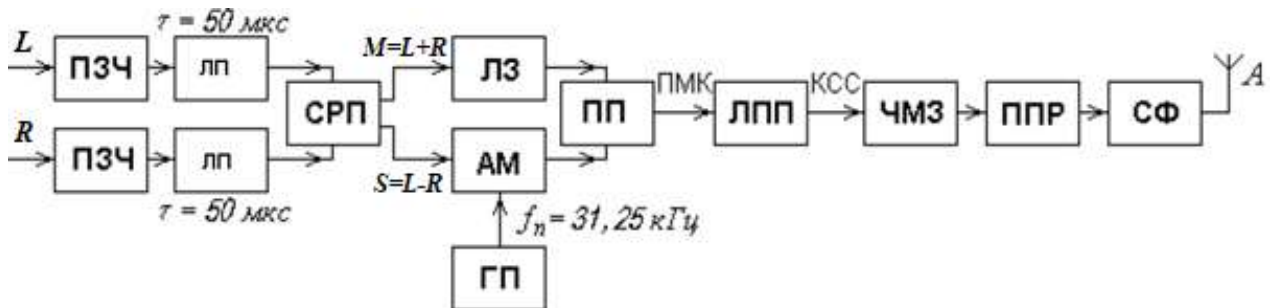 τ = 50 мкс
L
ПЗЧ
ЛП
M=L+R
ЛЗ
СРП
ПП
ПМК
ЛПП
КСС
ЧМЗ
ППР
СФ
A
R
ПЗЧ
ЛП
S=L-R
АМ
τ = 50 мкс
fп = 31,25 кГц
ГП